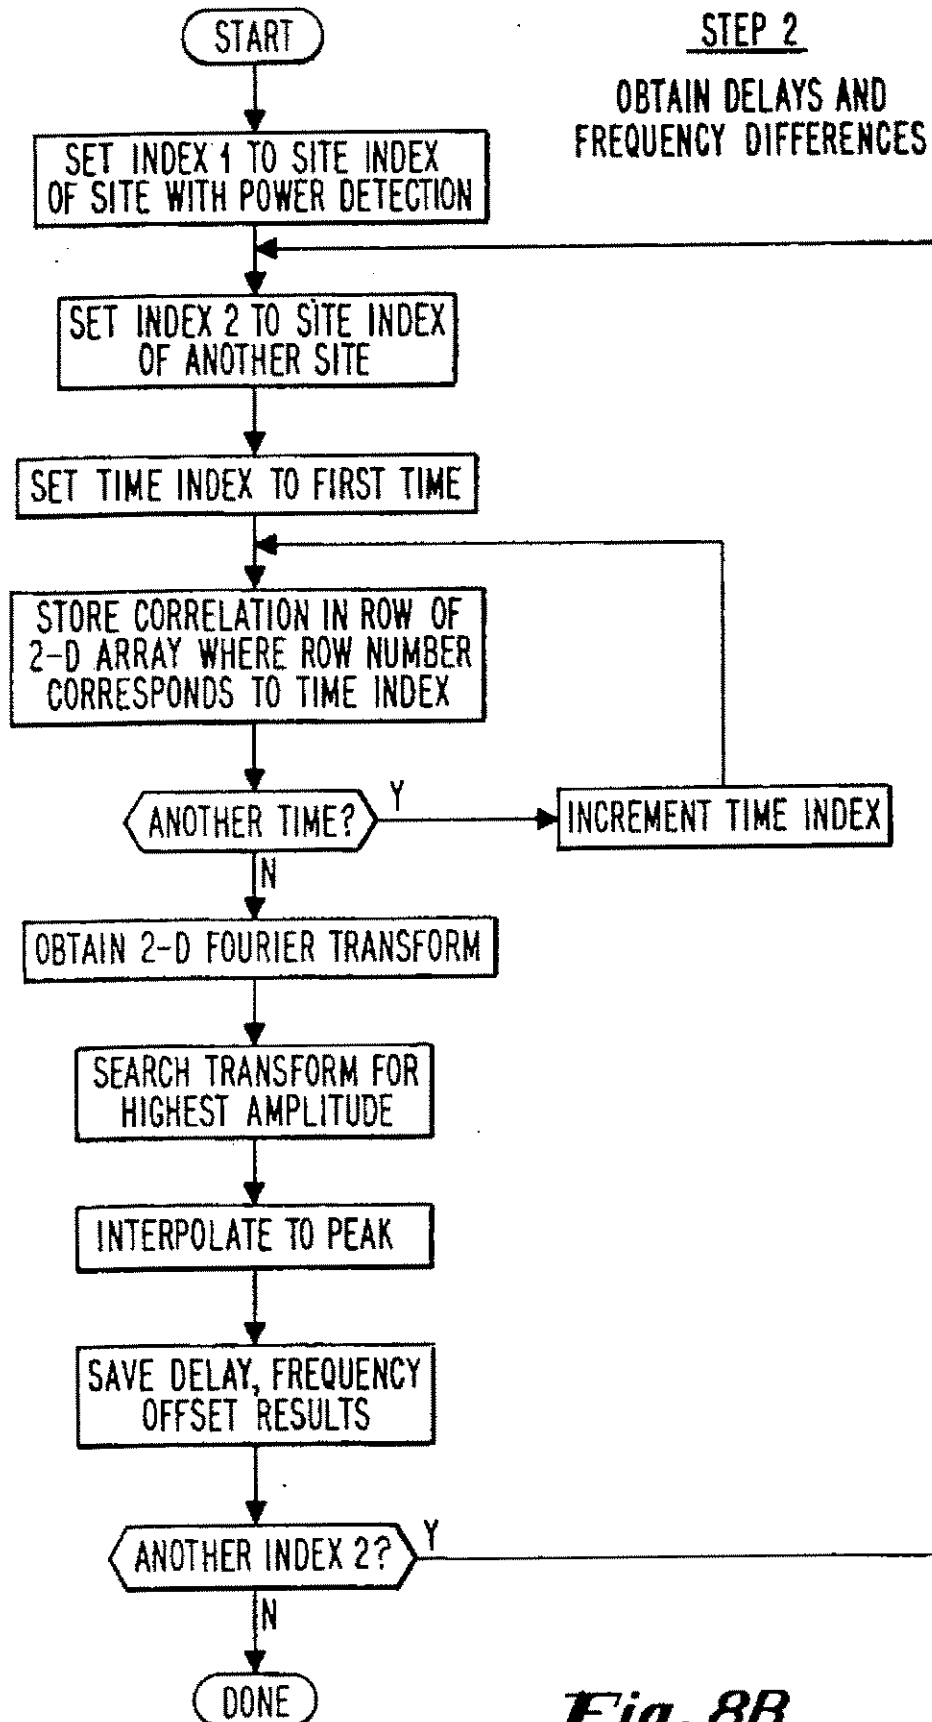 START
STEP 2
OBTAIN DELAYS AND
FREQUENCY DIFFERENCES
SET INDEX 1 TO SITE INDEX
OF SITE WITH POWER DETECTION
SET INDEX 2 TO SITE INDEX
OF ANOTHER SITE
SET TIME INDEX TO FIRST TIME
STORE CORRELATION IN ROW OF
2-D ARRAY WHERE ROW NUMBER
CORRESPONDS TO TIME INDEX
ANOTHER TIME?
Y
INCREMENT TIME INDEX
N
OBTAIN 2-D FOURIER TRANSFORM
SEARCH TRANSFORM FOR
HIGHEST AMPLITUDE
INTERPOLATE TO PEAK
SAVE DELAY, FREQUENCY
OFFSET RESULTS
ANOTHER INDEX 2?
Y
N
DONE
Fig. 8B